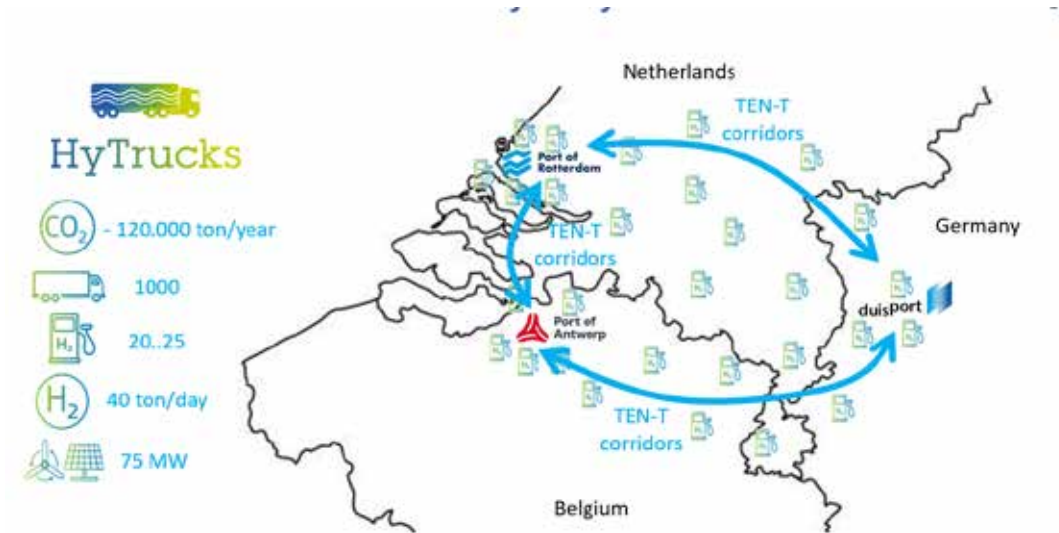 HyTrucks
CO2
- 120.000 ton/year
1000
H2
20..25
H2
40 ton/day
75 MW
Netherlands
TEN-T
corridors
Port of
Rotterdam
Germany
TEN-T
corridors
duisport
Port of
Antwerp
TEN-T
corridors
Belgium